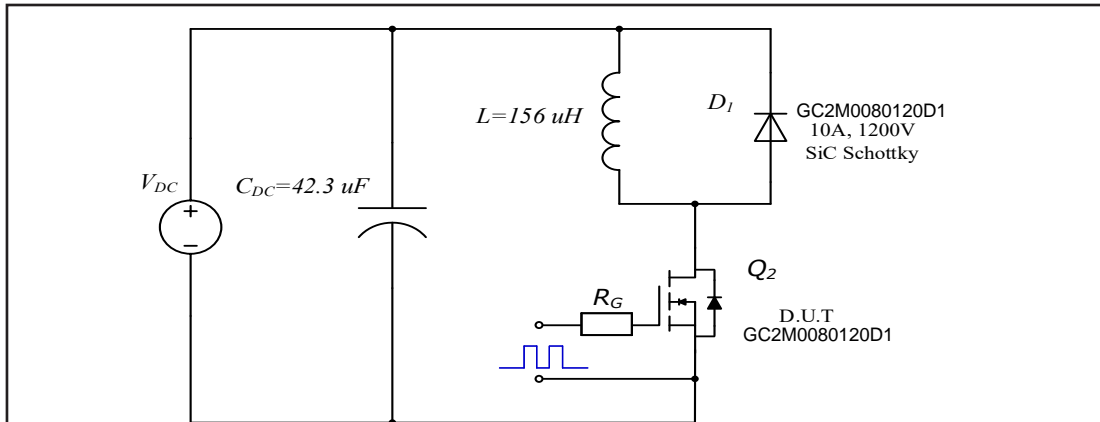 D1
GC2M0080120D1
10A, 1200V
SiC Schottky
L=156 uH
VDC
CDC=42.3 uF
+
−
Q2
RG
D.U.T
GC2M0080120D1